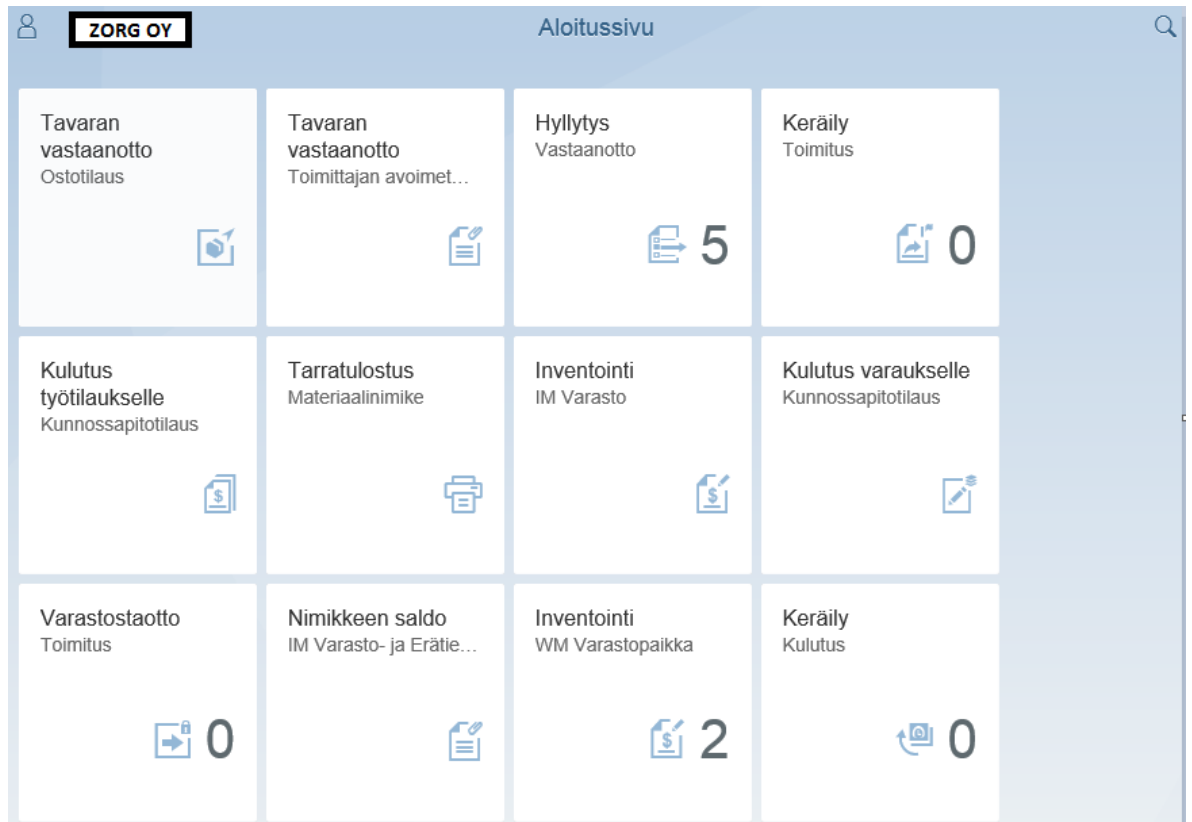 ZORG OY
Aloitussivu
Tavaran
vastaanotto
Ostotilaus
Tavaran
vastaanotto
Toimittajan avoimet...
Hyllytys
Vastaanotto
5
Keräily
Toimitus
0
Kulutus
työtilaukselle
Kunnossapitotilaus
Tarratulostus
Materiaalinimike
Inventointi
IM Varasto
Kulutus varaukselle
Kunnossapitotilaus
Varastostaotto
Toimitus
0
Nimikkeen saldo
IM Varasto- ja Erätie...
Inventointi
WM Varastopaikka
2
Keräily
Kulutus
0